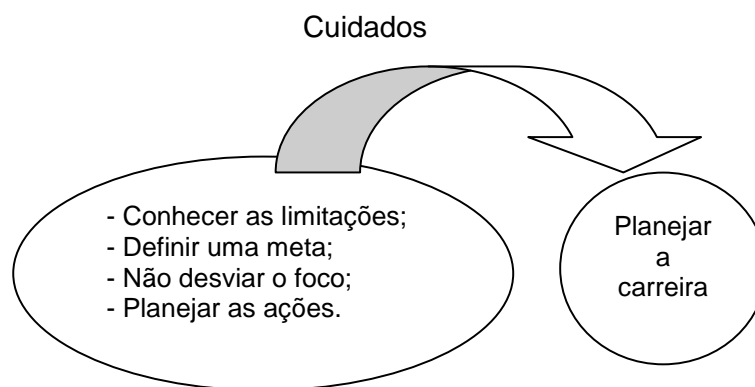 Cuidados
- Conhecer as limitações;
- Definir uma meta;
- Não desviar o foco;
- Planejar as ações.
Planejar
a
carreira